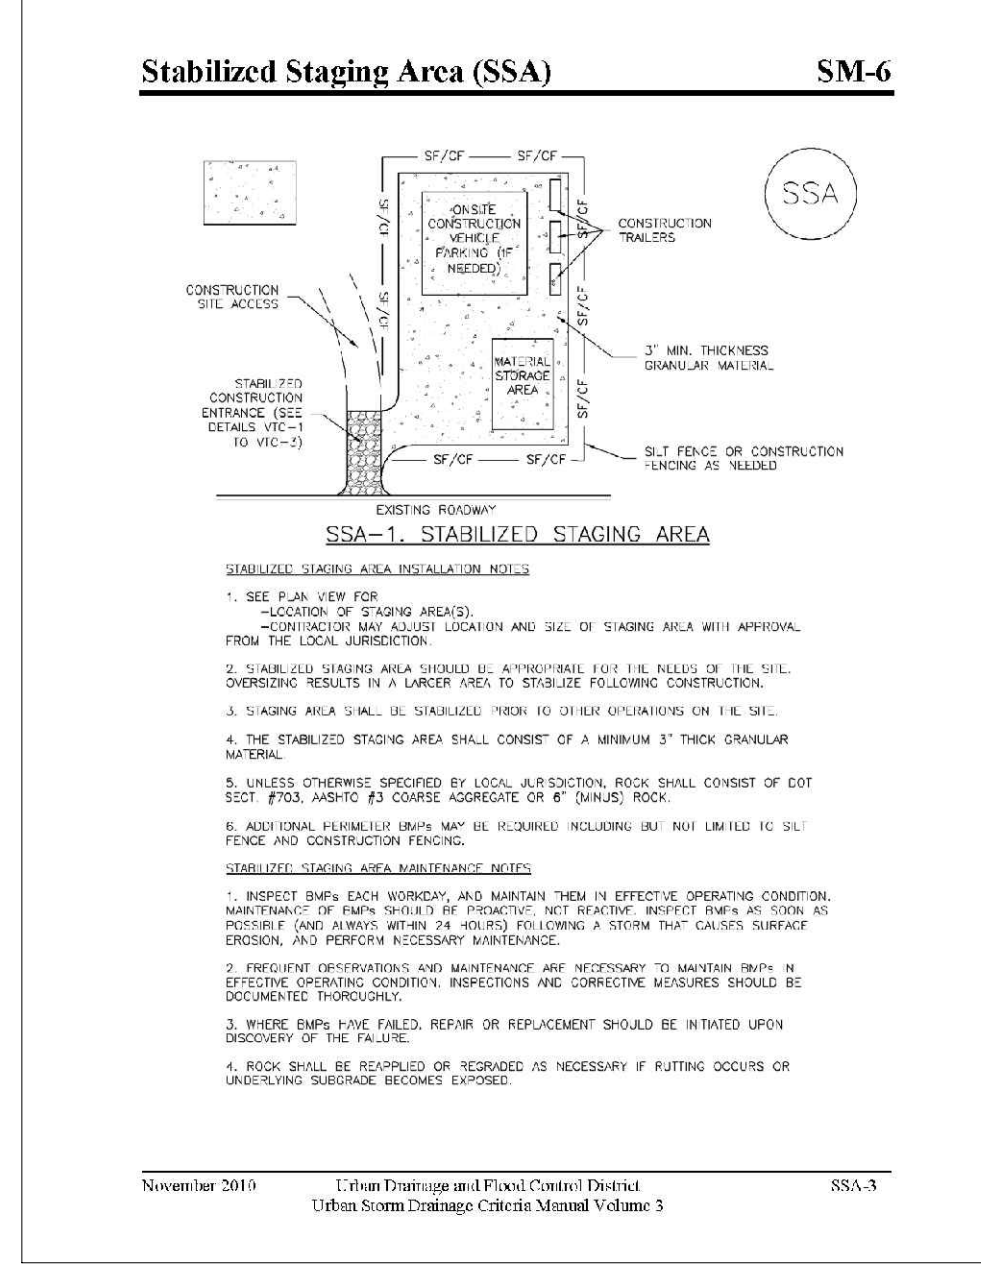 Stabilized Staging Area (SSA) SM-6
SF/CF SF/CF
SSA
SF/CF
SF/CF
ONSITE
CONSTRUCTION
VEHICLE
PARKING (IF
NEEDED)
CONSTRUCTION
TRAILERS
CONSTRUCTION
SITE ACCESS
SF/CF
SF/CF
3" MIN. THICKNESS
GRANULAR MATERIAL
MATERIAL
STORAGE
AREA
STABILIZED
CONSTRUCTION
ENTRANCE (SEE
DETAILS VTC-1
TO VTC-3)
SF/CF
SF/CF SF/CF
SILT FENCE OR CONSTRUCTION
FENCING AS NEEDED
EXISTING ROADWAY
SSA-1. STABILIZED STAGING AREA
STABILIZED STAGING AREA INSTALLATION NOTES
1. SEE PLAN VIEW FOR
-LOCATION OF STAGING AREA(S).
-CONTRACTOR MAY ADJUST LOCATION AND SIZE OF STAGING AREA WITH APPROVAL
FROM THE LOCAL JURISDICTION.
2. STABILIZED STAGING AREA SHOULD BE APPROPRIATE FOR THE NEEDS OF THE SITE.
OVERSIZING RESULTS IN A LARGER AREA TO STABILIZE FOLLOWING CONSTRUCTION.
3. STAGING AREA SHALL BE STABILIZED PRIOR TO OTHER OPERATIONS ON THE SITE.
4. THE STABILIZED STAGING AREA SHALL CONSIST OF A MINIMUM 3" THICK GRANULAR
MATERIAL.
5. UNLESS OTHERWISE SPECIFIED BY LOCAL JURISDICTION, ROCK SHALL CONSIST OF DOT
SECT. #703, AASHTO #3 COARSE AGGREGATE OR 6" (MINUS) ROCK.
6. ADDITIONAL PERIMETER BMPs MAY BE REQUIRED INCLUDING BUT NOT LIMITED TO SILT
FENCE AND CONSTRUCTION FENCING.
STABILIZED STAGING AREA MAINTENANCE NOTES
1. INSPECT BMPs EACH WORKDAY, AND MAINTAIN THEM IN EFFECTIVE OPERATING CONDITION.
MAINTENANCE OF BMPs SHOULD BE PROACTIVE, NOT REACTIVE. INSPECT BMPs AS SOON AS
POSSIBLE (AND ALWAYS WITHIN 24 HOURS) FOLLOWING A STORM THAT CAUSES SURFACE
EROSION, AND PERFORM NECESSARY MAINTENANCE.
2. FREQUENT OBSERVATIONS AND MAINTENANCE ARE NECESSARY TO MAINTAIN BMPs IN
EFFECTIVE OPERATING CONDITION. INSPECTIONS AND CORRECTIVE MEASURES SHOULD BE
DOCUMENTED THOROUGHLY.
3. WHERE BMPs HAVE FAILED, REPAIR OR REPLACEMENT SHOULD BE INITIATED UPON
DISCOVERY OF THE FAILURE.
4. ROCK SHALL BE REAPPLIED OR REGRADED AS NECESSARY IF RUTTING OCCURS OR
UNDERLYING SUBGRADE BECOMES EXPOSED.
November 2010 Urban Drainage and Flood Control District SSA-3
Urban Storm Drainage Criteria Manual Volume 3